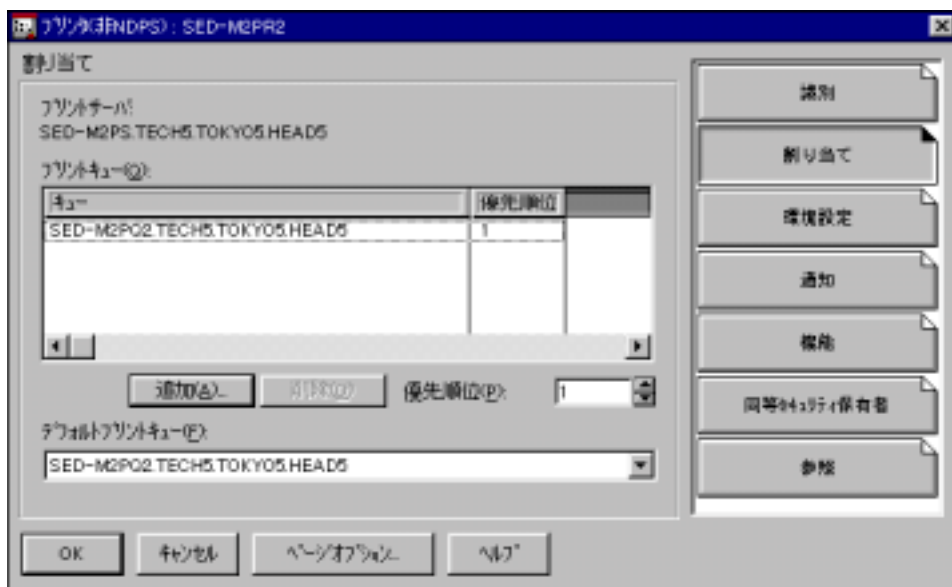 プリンタ(非NDPS) : SED-M2PR2
割り当て
プリントサーバ:
SED-M2PS.TECH5.TOKYO5.HEAD5
プリントキュー(Q):
キュー 優先順位
SED-M2PQ2.TECH5.TOKYO5.HEAD5 1
追加(A)... 削除(D) 優先順位(P): 1
デフォルトプリントキュー(F):
SED-M2PQ2.TECH5.TOKYO5.HEAD5
OK キャンセル ページオプション... ヘルプ
識別
割り当て
環境設定
通知
機能
同等セキュリティ保有者
参照